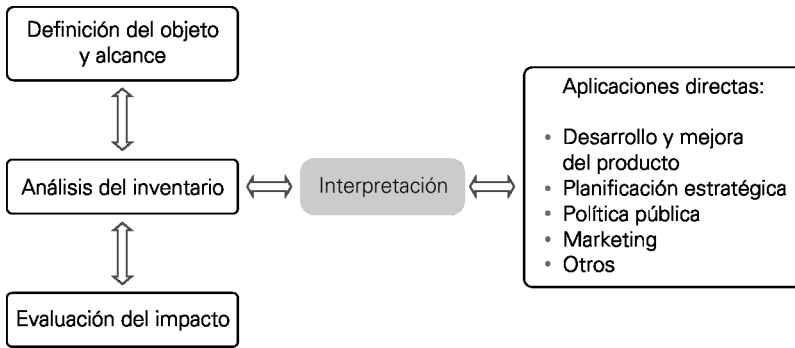 Definición del objeto
y alcance
Análisis del inventario
Evaluación del impacto
Interpretación
Aplicaciones directas:
• Desarrollo y mejora
del producto
• Planificación estratégica
• Política pública
• Marketing
• Otros